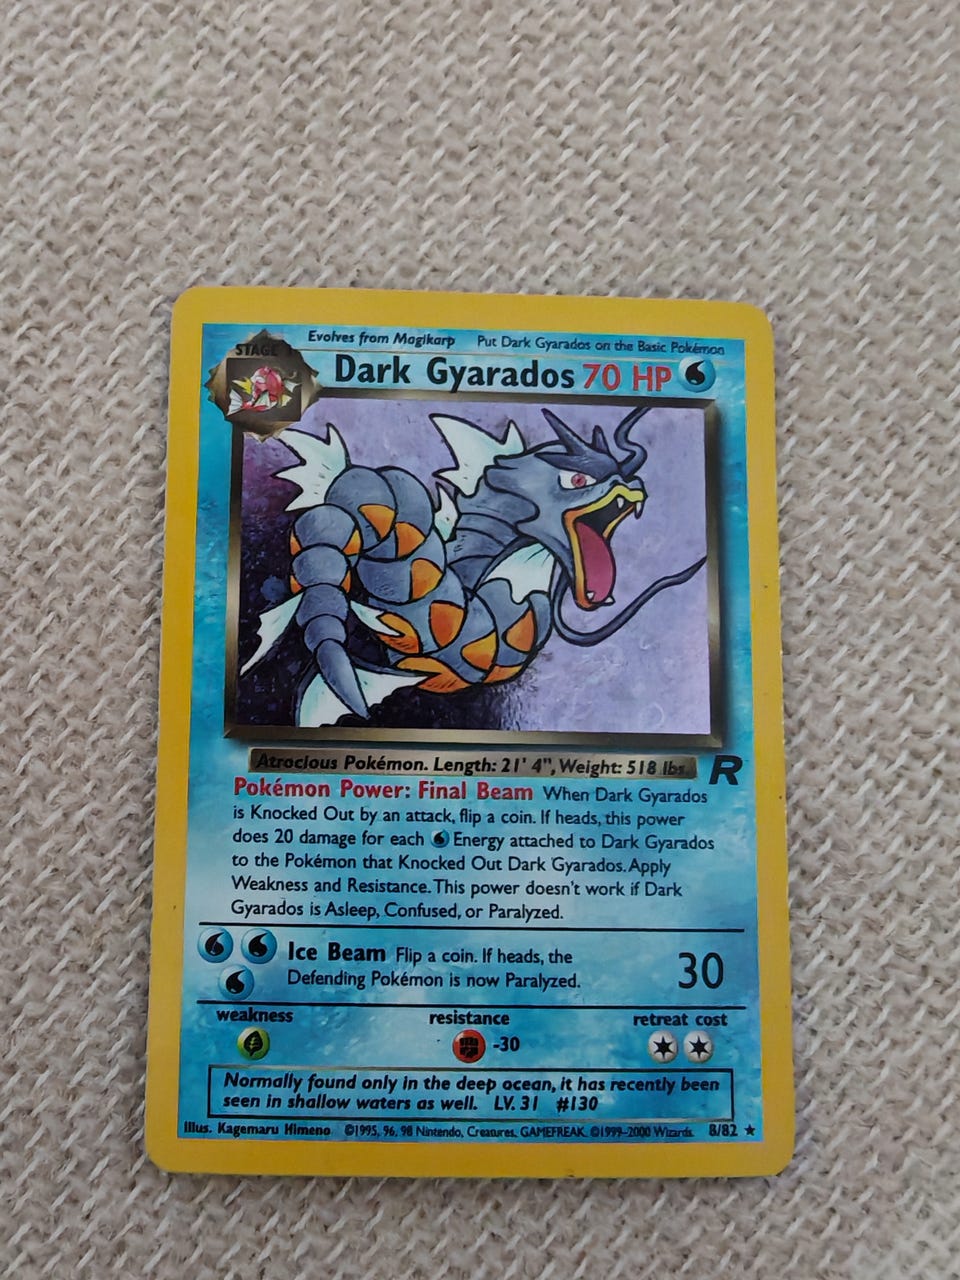 Evolves from Magikarp Put Dark Gyarados on the Basic Pokémon
STAGE 1
Dark Gyarados 70 HP
Atrocious Pokémon. Length: 21' 4", Weight: 518 lbs.
R
Pokémon Power: Final Beam When Dark Gyarados
is Knocked Out by an attack, flip a coin. If heads, this power
does 20 damage for each Energy attached to Dark Gyarados
to the Pokémon that Knocked Out Dark Gyarados. Apply
Weakness and Resistance. This power doesn't work if Dark
Gyarados is Asleep, Confused, or Paralyzed.
Ice Beam Flip a coin. If heads, the
Defending Pokémon is now Paralyzed.
30
weakness resistance retreat cost
-30
Normally found only in the deep ocean, it has recently been
seen in shallow waters as well. LV. 31 #130
Illus. Kagemaru Himeno ©1995, 96, 98 Nintendo, Creatures, GAMEFREAK. ©1999–2000 Wizards. 8/82 ★